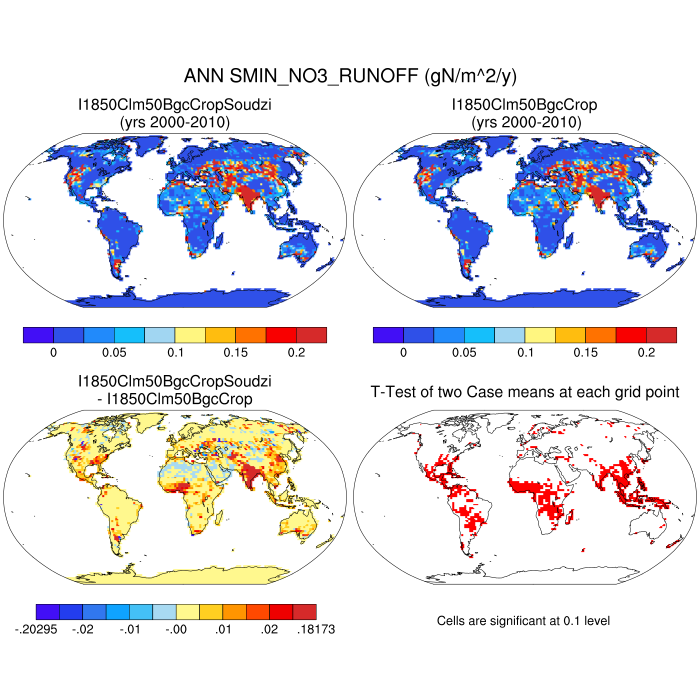 ANN SMIN_NO3_RUNOFF (gN/m^2/y)
I1850Clm50BgcCropSoudzi
(yrs 2000-2010)
I1850Clm50BgcCrop
(yrs 2000-2010)
0 0.05 0.1 0.15 0.2
0 0.05 0.1 0.15 0.2
I1850Clm50BgcCropSoudzi
- I1850Clm50BgcCrop
T-Test of two Case means at each grid point
-.20295 -.02 -.01 -.00 .01 .02 .18173
Cells are significant at 0.1 level